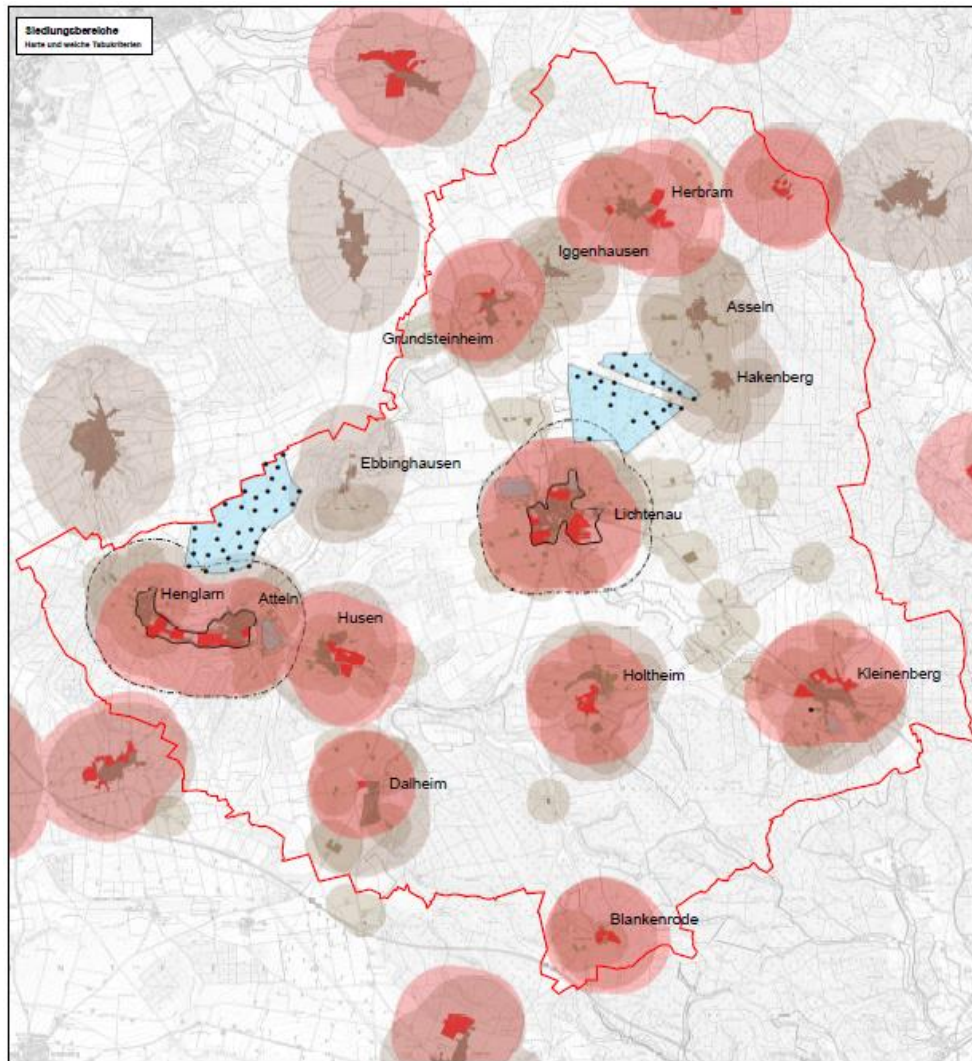 Siedlungsbereiche
Harte und weiche Tabukriterien
Herbram
Iggenhausen
Asseln
Grundsteinheim
Hakenberg
Ebbinghausen
Lichtenau
Henglarn
Atteln
Husen
Holtheim
Kleinenberg
Dalheim
Blankenrode